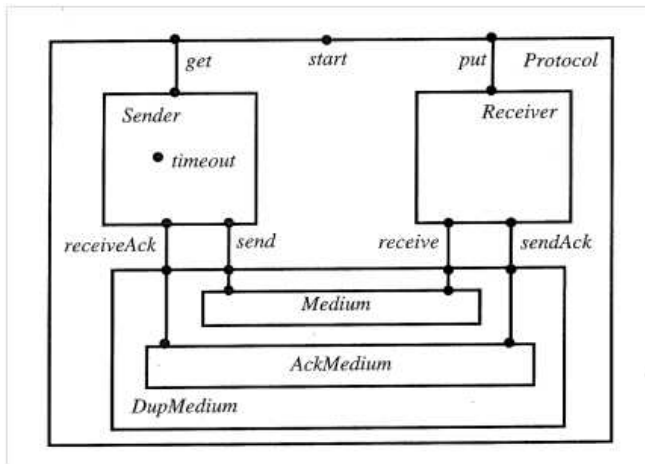 get
start
put
Protocol
Sender
Receiver
timeout
receiveAck
send
receive
sendAck
Medium
AckMedium
DupMedium